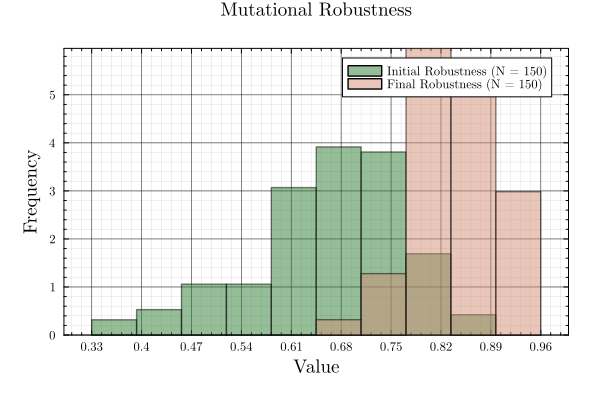 Mutational Robustness
Initial Robustness (N = 150)
Final Robustness (N = 150)
Frequency
5
4
3
2
1
0
0.33 0.4 0.47 0.54 0.61 0.68 0.75 0.82 0.89 0.96
Value